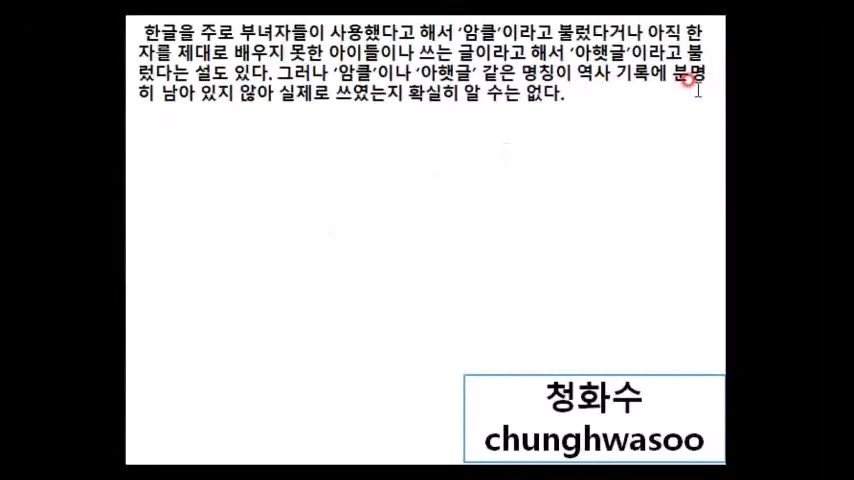 한글을 주로 부녀자들이 사용했다고 해서 ‘암클’이라고 불렀다거나 아직 한
자를 제대로 배우지 못한 아이들이나 쓰는 글이라고 해서 ‘아햇글’이라고 불
렀다는 설도 있다. 그러나 ‘암클’이나 ‘아햇글’ 같은 명칭이 역사 기록에 분명
히 남아 있지 않아 실제로 쓰였는지 확실히 알 수는 없다.
청화수
chunghwasoo